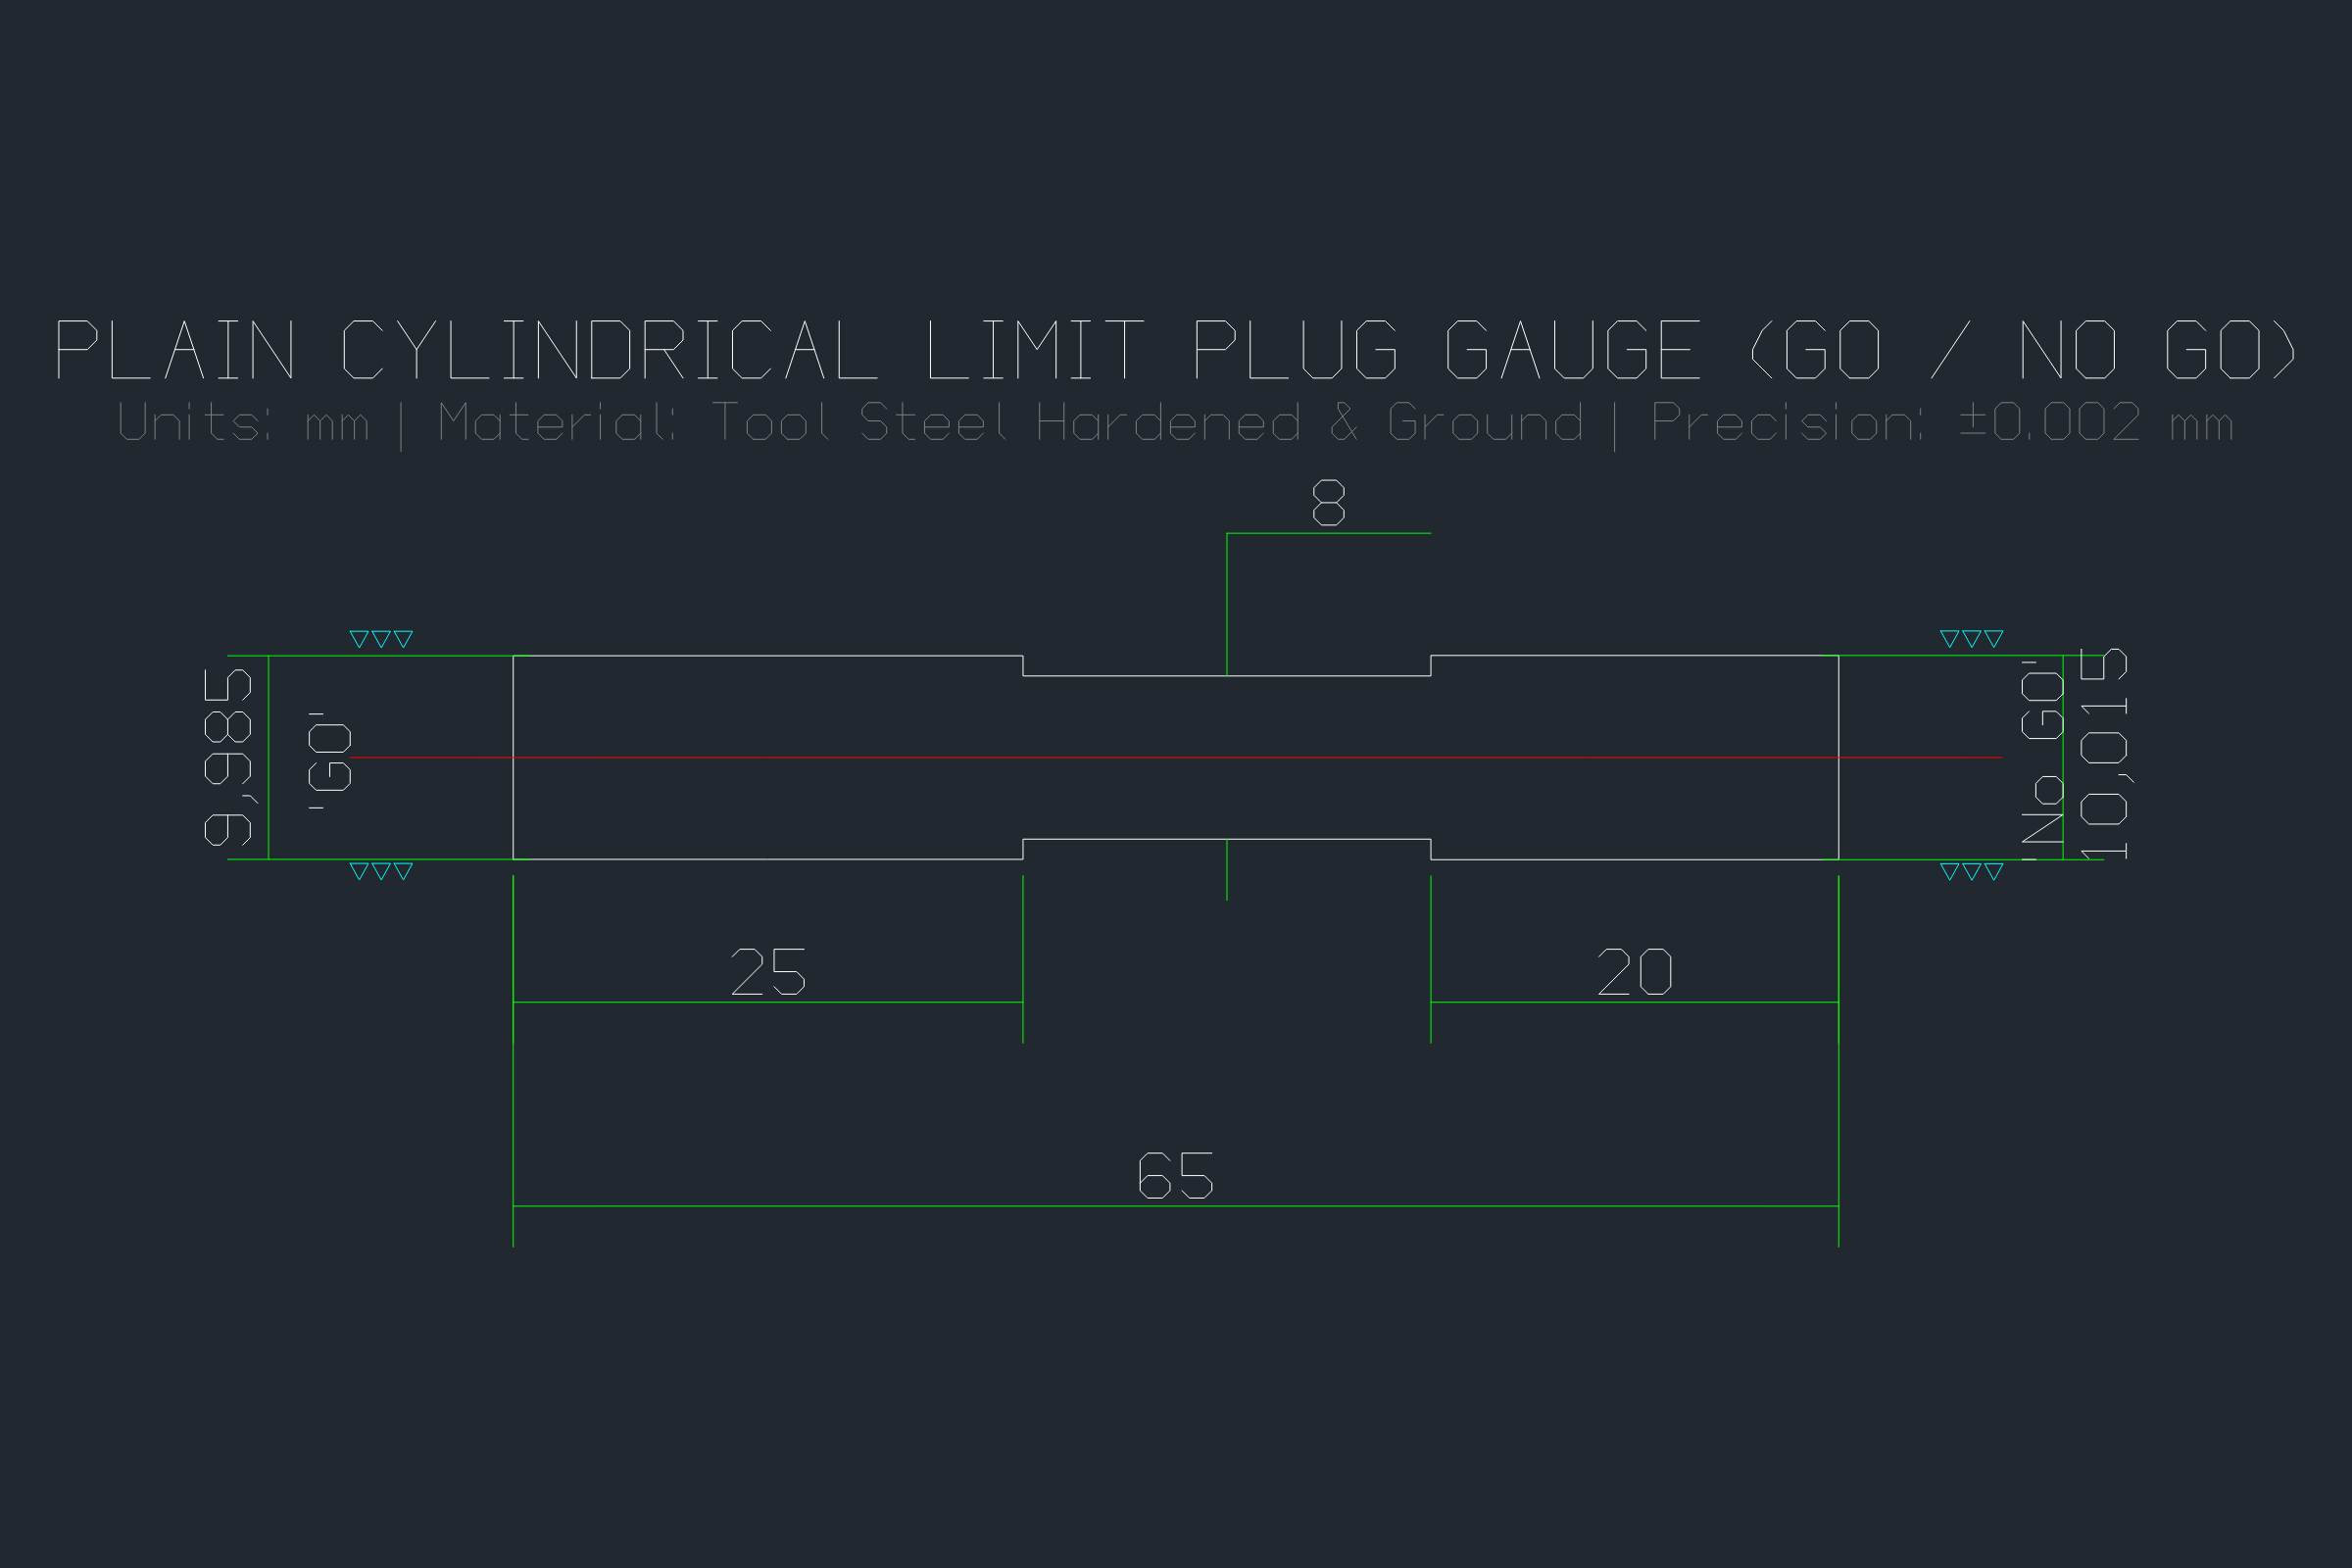 PLAIN CYLINDRICAL LIMIT PLUG GAUGE (GO / NO GO)
Units: mm | Material: Tool Steel Hardened & Ground | Precision: ±0.002 mm
8
9,985
'GO'
'No GO'
10,015
25
20
65